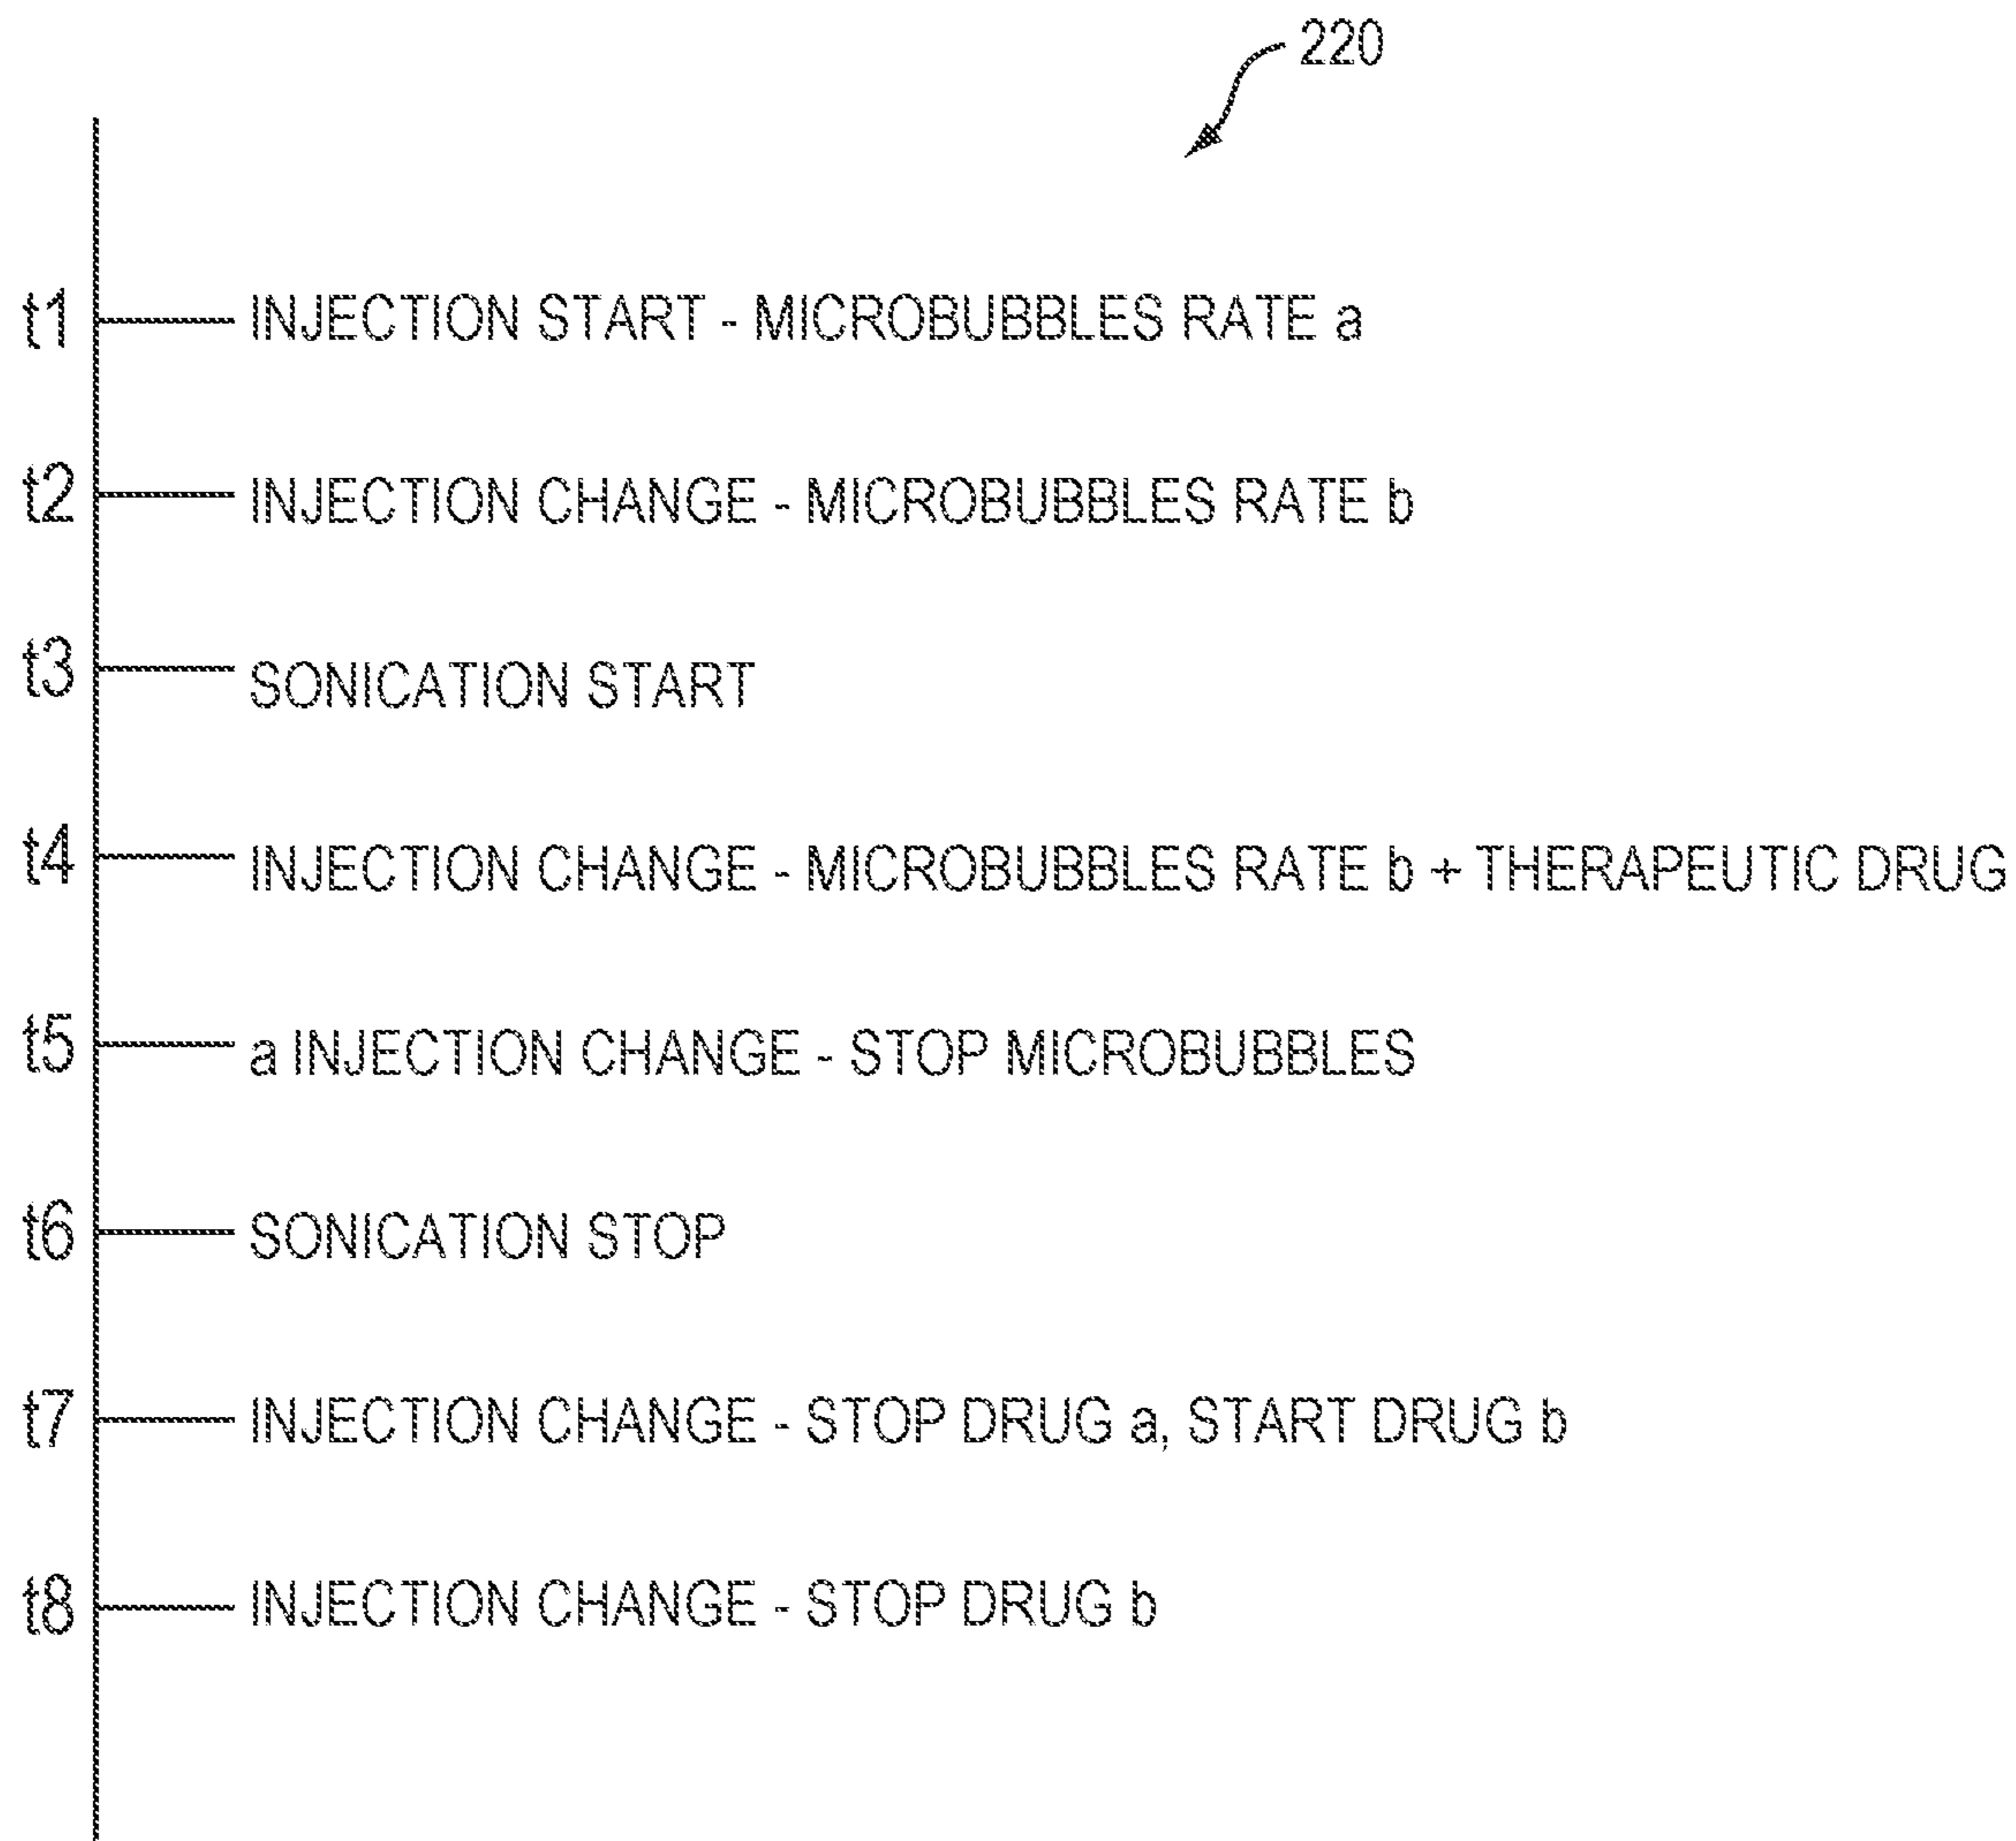 220
t1 INJECTION START - MICROBUBBLES RATE a
t2 INJECTION CHANGE - MICROBUBBLES RATE b
t3 SONICATION START
t4 INJECTION CHANGE - MICROBUBBLES RATE b + THERAPEUTIC DRUG
t5 a INJECTION CHANGE - STOP MICROBUBBLES
t6 SONICATION STOP
t7 INJECTION CHANGE - STOP DRUG a, START DRUG b
t8 INJECTION CHANGE - STOP DRUG b